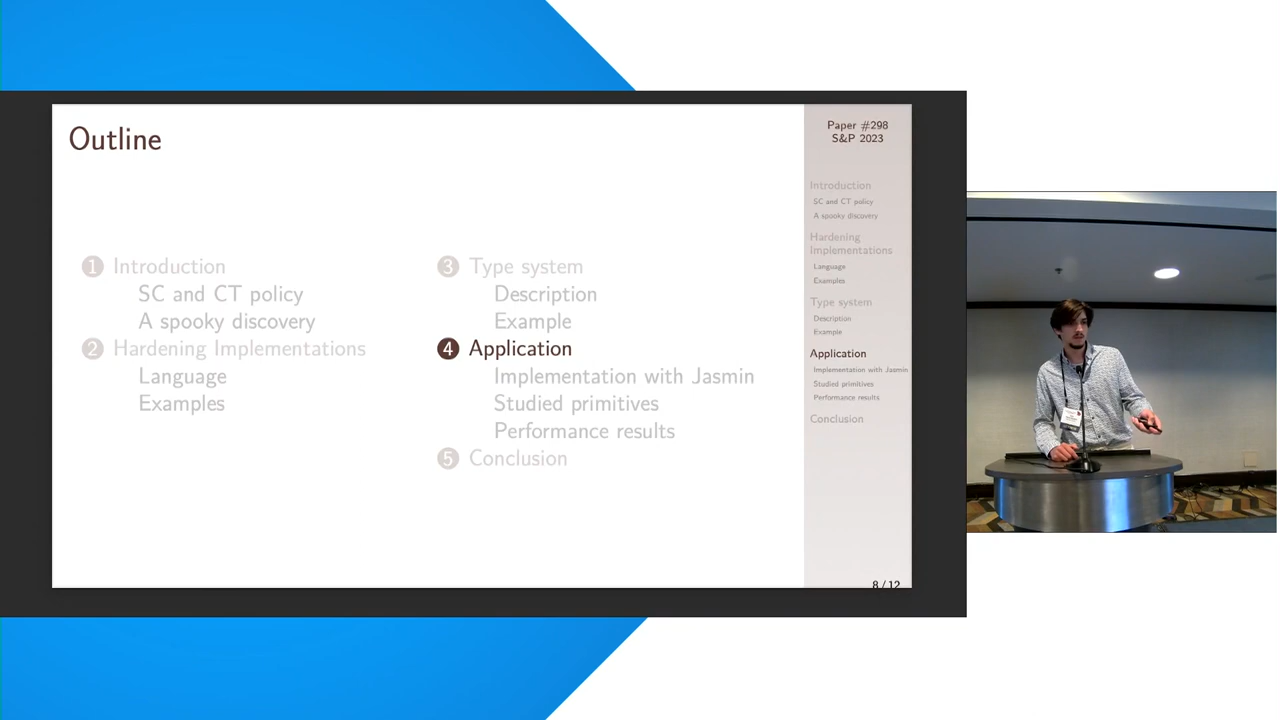 Outline
1 Introduction
SC and CT policy
A spooky discovery
2 Hardening Implementations
Language
Examples
3 Type system
Description
Example
4 Application
Implementation with Jasmin
Studied primitives
Performance results
5 Conclusion
Paper #298
S&P 2023
Introduction
SC and CT policy
A spooky discovery
Hardening
Implementations
Language
Examples
Type system
Description
Example
Application
Implementation with Jasmin
Studied primitives
Performance results
Conclusion
8 / 12